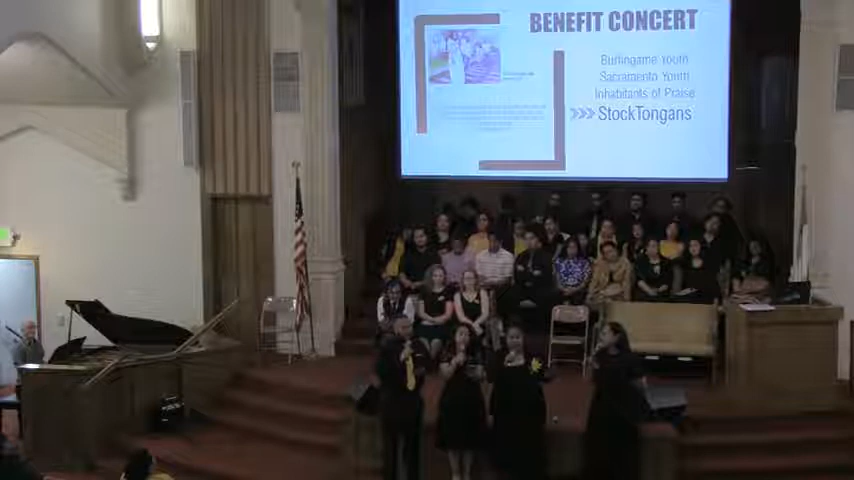 BENEFIT CONCERT
Burlingame Youth
Sacramento Youth
Inhabitants of Praise
StockTongans